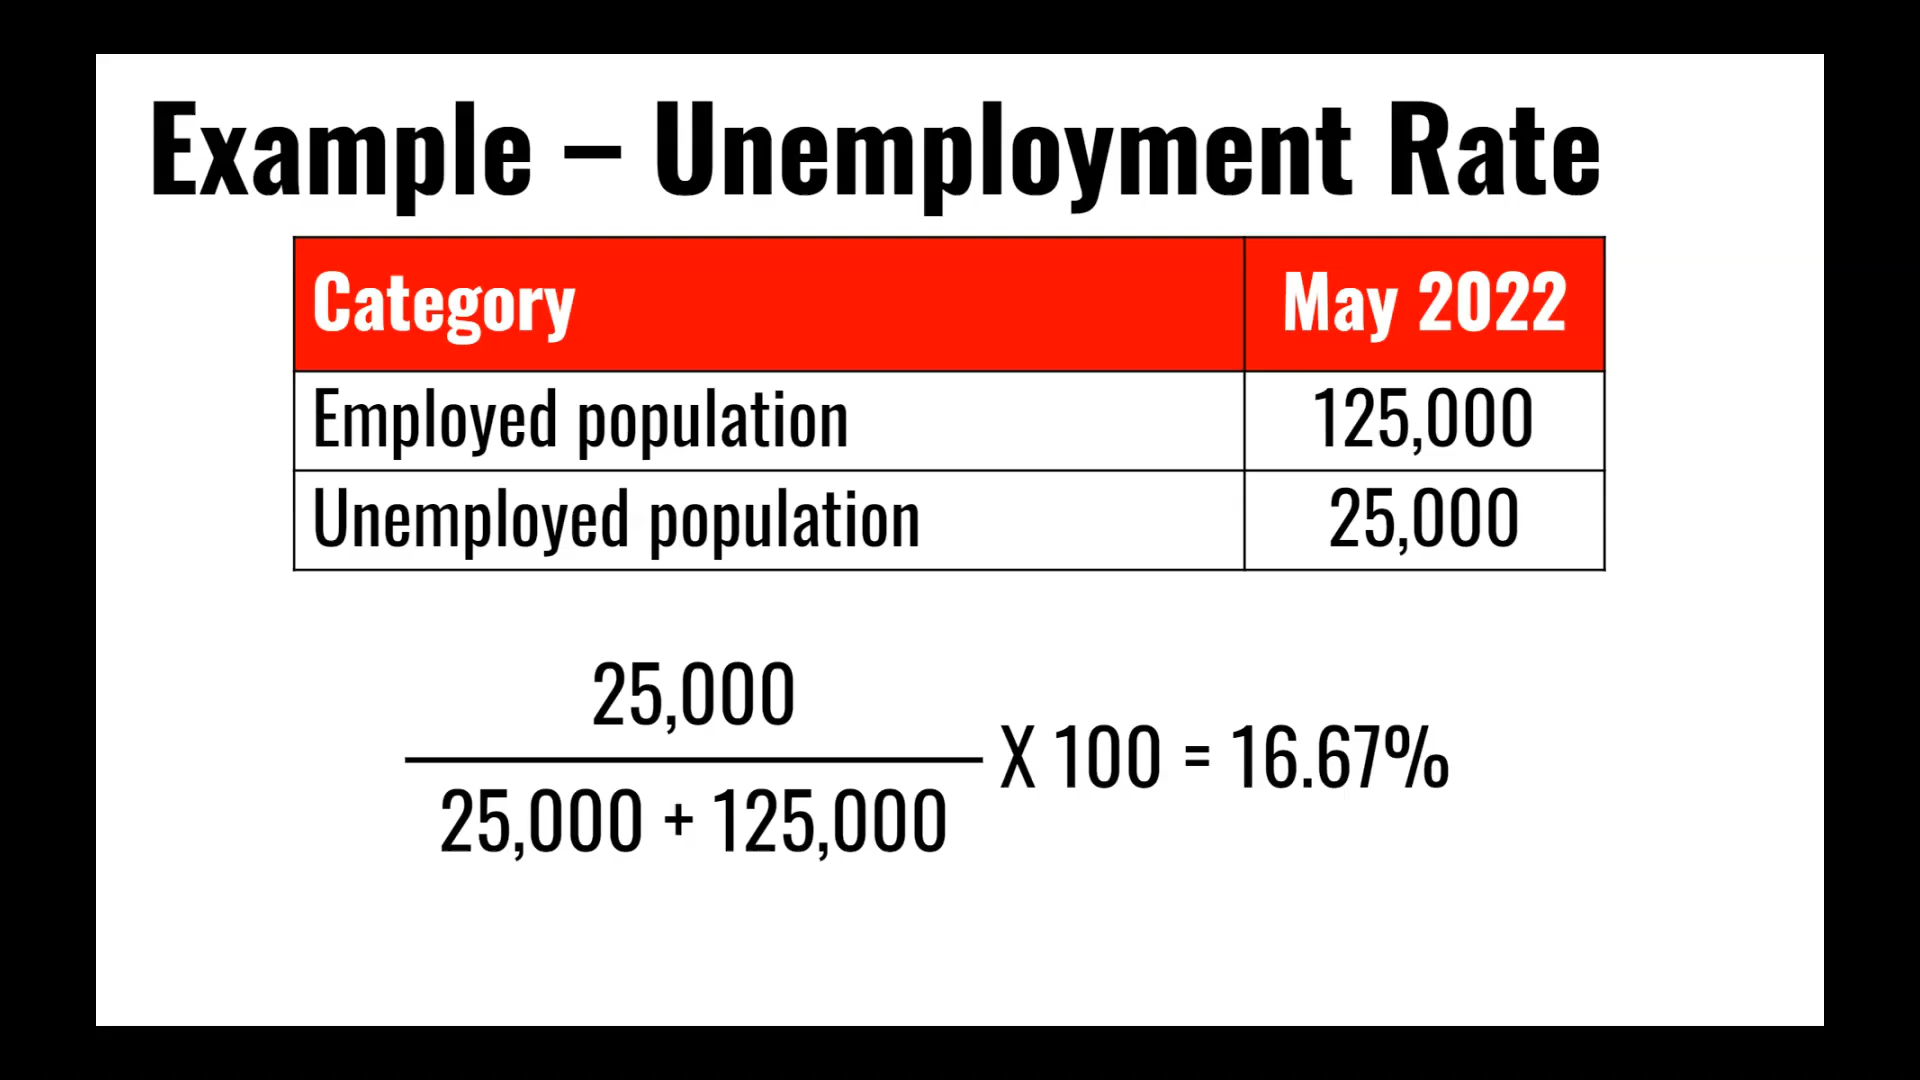 Example – Unemployment Rate
Category May 2022
Employed population 125,000
Unemployed population 25,000
25,000
X 100 = 16.67%
25,000 + 125,000